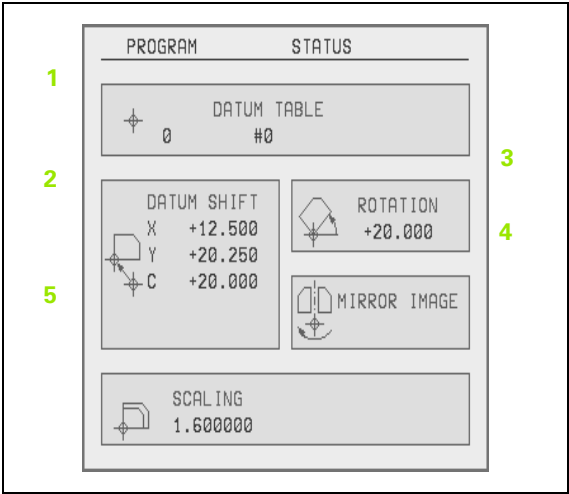 PROGRAM STATUS
1
DATUM TABLE
0 #0
2
DATUM SHIFT
X +12.500
Y +20.250
C +20.000
3
ROTATION
+20.000
4
MIRROR IMAGE
5
SCALING
1.600000